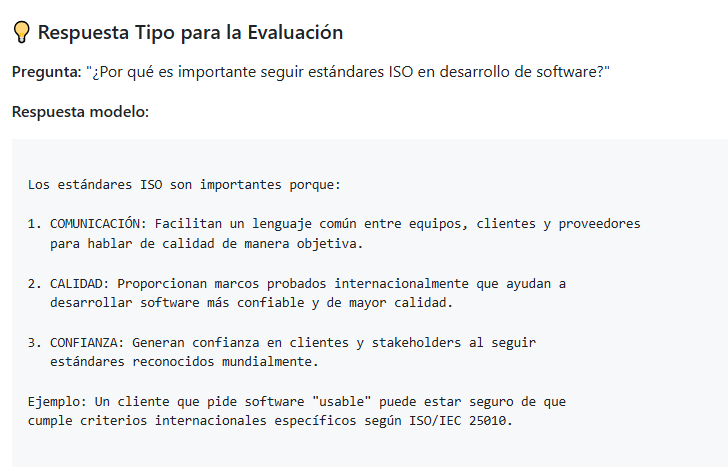 💡 Respuesta Tipo para la Evaluación
Pregunta: "¿Por qué es importante seguir estándares ISO en desarrollo de software?"
Respuesta modelo:
Los estándares ISO son importantes porque:
1. COMUNICACIÓN: Facilitan un lenguaje común entre equipos, clientes y proveedores
para hablar de calidad de manera objetiva.
2. CALIDAD: Proporcionan marcos probados internacionalmente que ayudan a
desarrollar software más confiable y de mayor calidad.
3. CONFIANZA: Generan confianza en clientes y stakeholders al seguir
estándares reconocidos mundialmente.
Ejemplo: Un cliente que pide software "usable" puede estar seguro de que
cumple criterios internacionales específicos según ISO/IEC 25010.